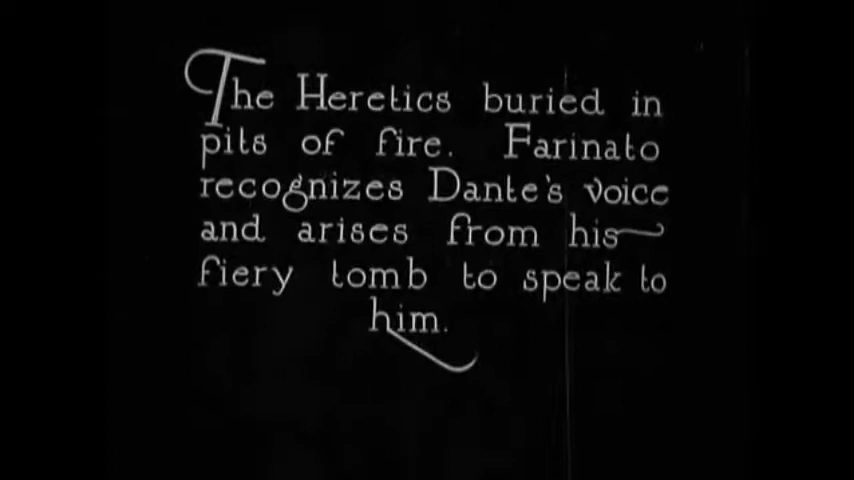 The Heretics buried in
pits of fire. Farinato
recognizes Dante's voice
and arises from his
fiery tomb to speak to
him.